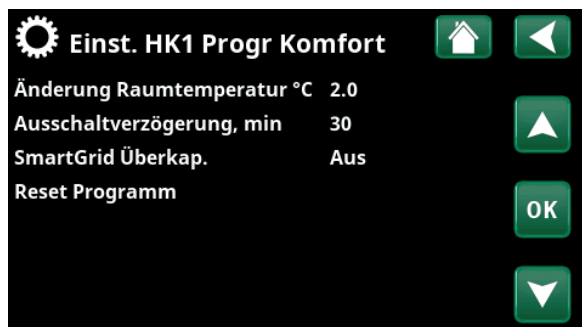 Einst. HK1 Progr Komfort
Änderung Raumtemperatur °C 2.0
Ausschaltverzögerung, min 30
SmartGrid Überkap. Aus
Reset Programm
OK